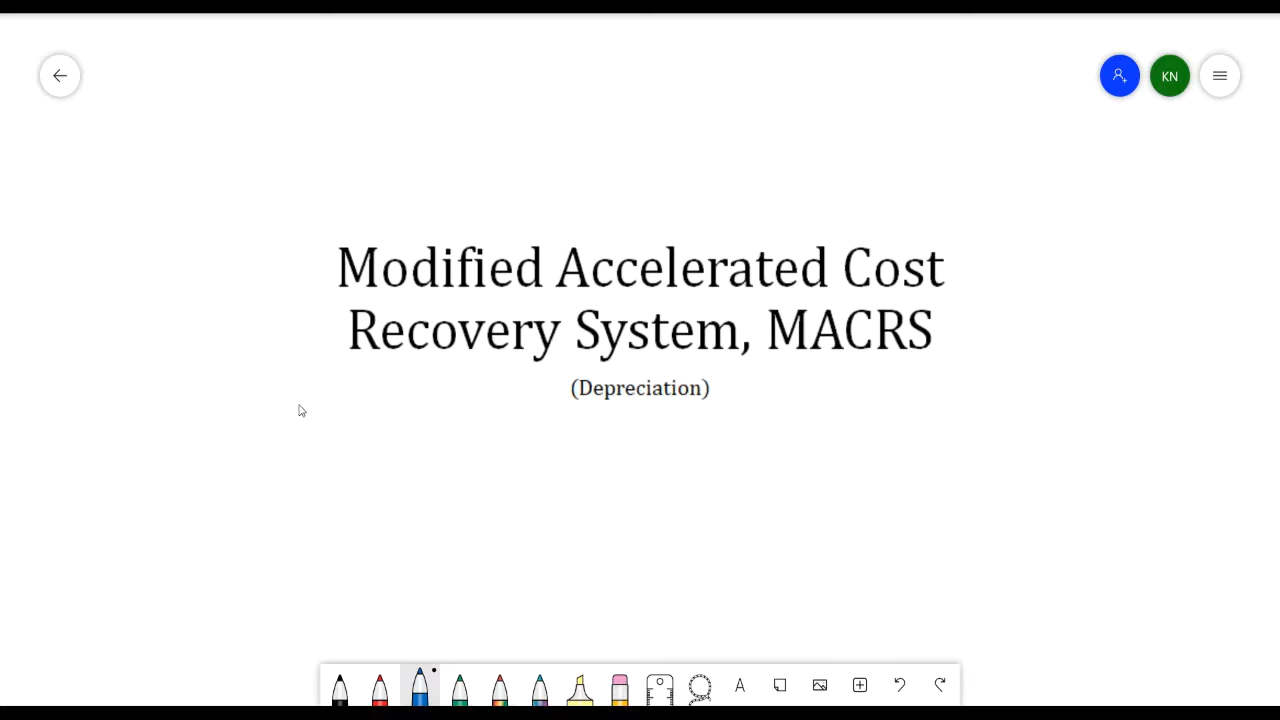 KN
Modified Accelerated Cost
Recovery System, MACRS
(Depreciation)
A